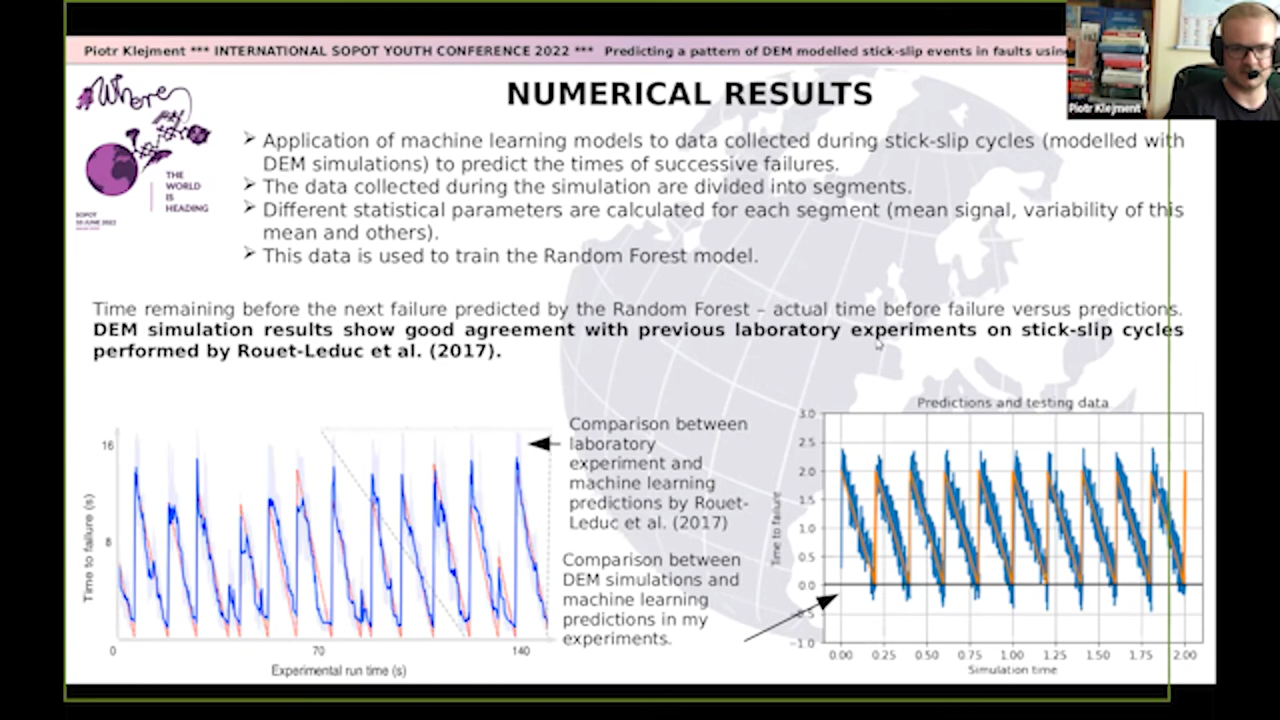 Piotr Klejment *** INTERNATIONAL SOPOT YOUTH CONFERENCE 2022 *** Predicting a pattern of DEM modelled stick-slip events in faults using
Piotr Klejment
Where
THE
WORLD
IS
HEADING
SOPOT
10 JUNE 2022
NUMERICAL RESULTS
➢ Application of machine learning models to data collected during stick-slip cycles (modelled with
DEM simulations) to predict the times of successive failures.
➢ The data collected during the simulation are divided into segments.
➢ Different statistical parameters are calculated for each segment (mean signal, variability of this
mean and others).
➢ This data is used to train the Random Forest model.
Time remaining before the next failure predicted by the Random Forest – actual time before failure versus predictions.
DEM simulation results show good agreement with previous laboratory experiments on stick-slip cycles
performed by Rouet-Leduc et al. (2017).
16
8
Time to failure (s)
0 70 140
Experimental run time (s)
Comparison between
laboratory
experiment and
machine learning
predictions by Rouet-
Leduc et al. (2017)
Comparison between
DEM simulations and
machine learning
predictions in my
experiments.
Predictions and testing data
3.0
2.5
2.0
1.5
1.0
0.5
0.0
-0.5
-1.0
Time to failure
0.00 0.25 0.50 0.75 1.00 1.25 1.50 1.75 2.00
Simulation time